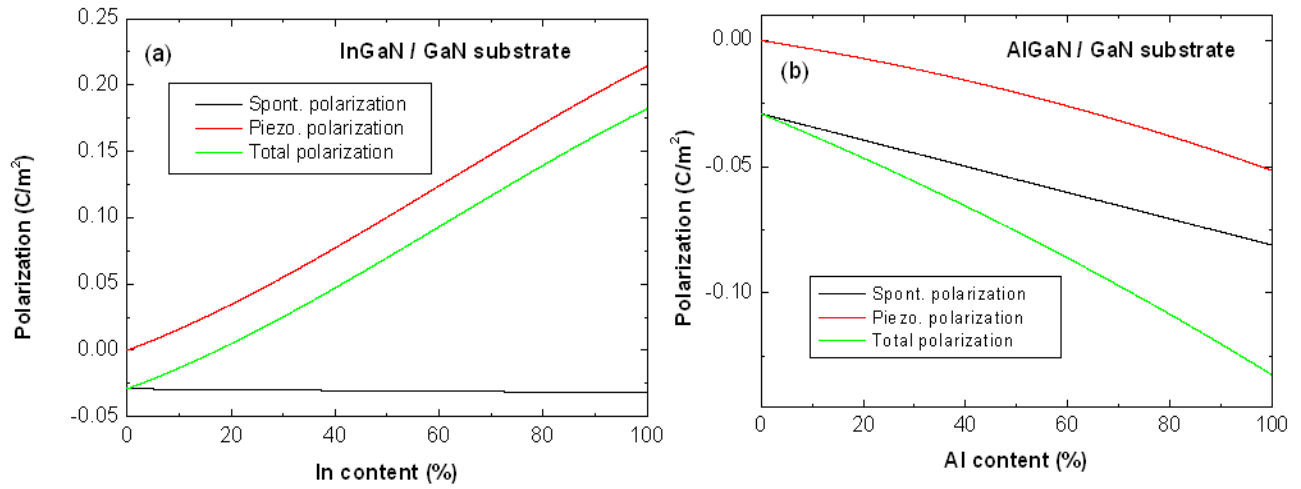 (a)
InGaN / GaN substrate
Spont. polarization
Piezo. polarization
Total polarization
Polarization (C/m²)
0.25
0.20
0.15
0.10
0.05
0.00
-0.05
0 20 40 60 80 100
In content (%)
AlGaN / GaN substrate
(b)
Polarization (C/m²)
0.00
-0.05
-0.10
Spont. polarization
Piezo. polarization
Total polarization
0 20 40 60 80 100
Al content (%)